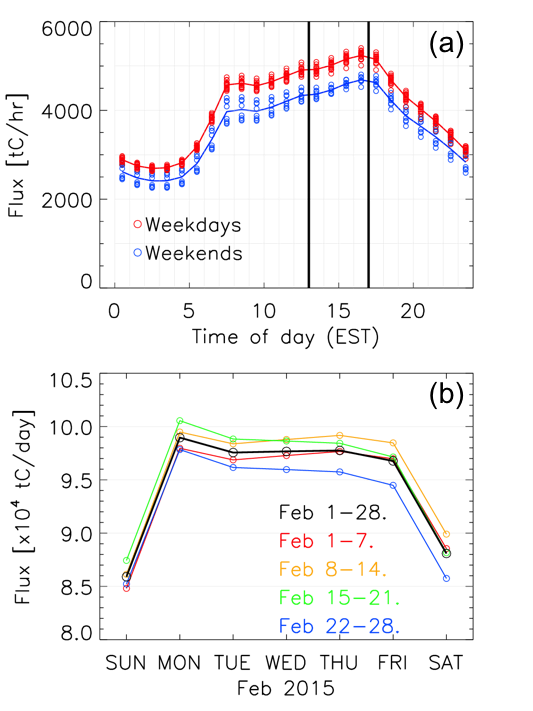 6000
(a)
4000
2000
0
Flux [tC/hr]
Weekdays
Weekends
0 5 10 15 20
Time of day (EST)
10.5
(b)
10.0
9.5
9.0
8.5
8.0
Flux [x10⁴ tC/day]
Feb 1−28.
Feb 1−7.
Feb 8−14.
Feb 15−21.
Feb 22−28.
SUN MON TUE WED THU FRI SAT
Feb 2015